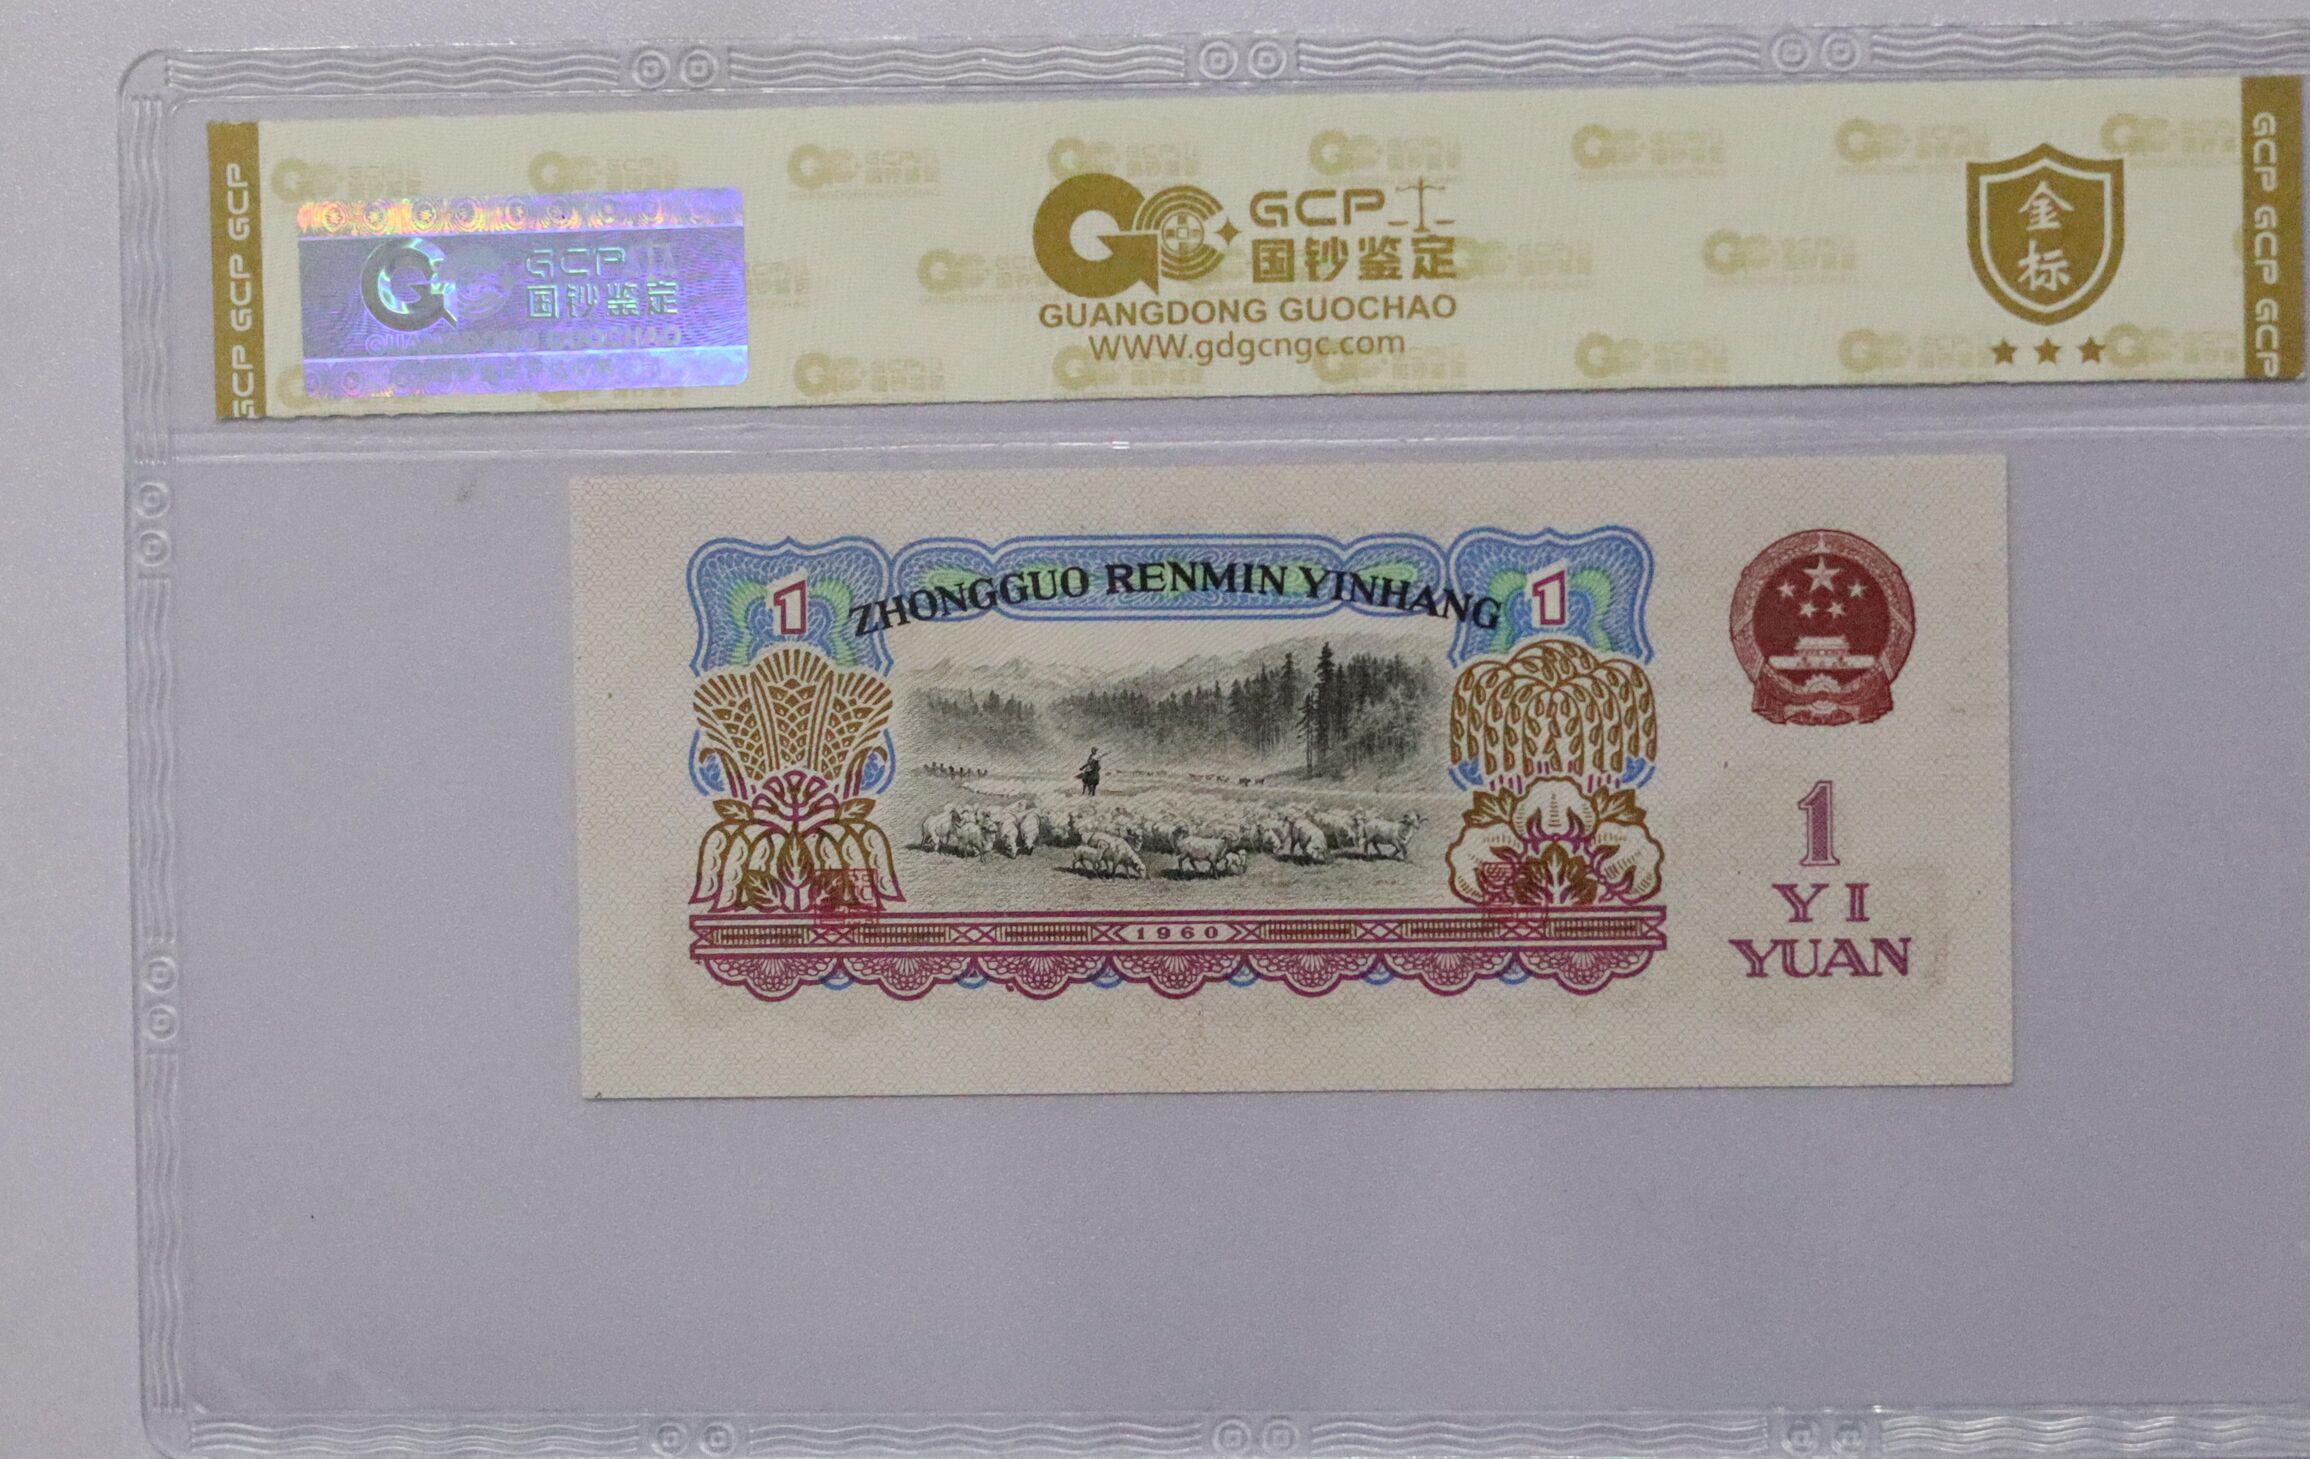 GCP GCP GCP
GCP
国钞鉴定
GUANGDONG GUOCHAO
GCP
国钞鉴定
GUANGDONG GUOCHAO
www.gdgcngc.com
金
标
GCP GCP GCP GCP
1
ZHONGGUO RENMIN YINHANG
1
1
YI
YUAN
1960